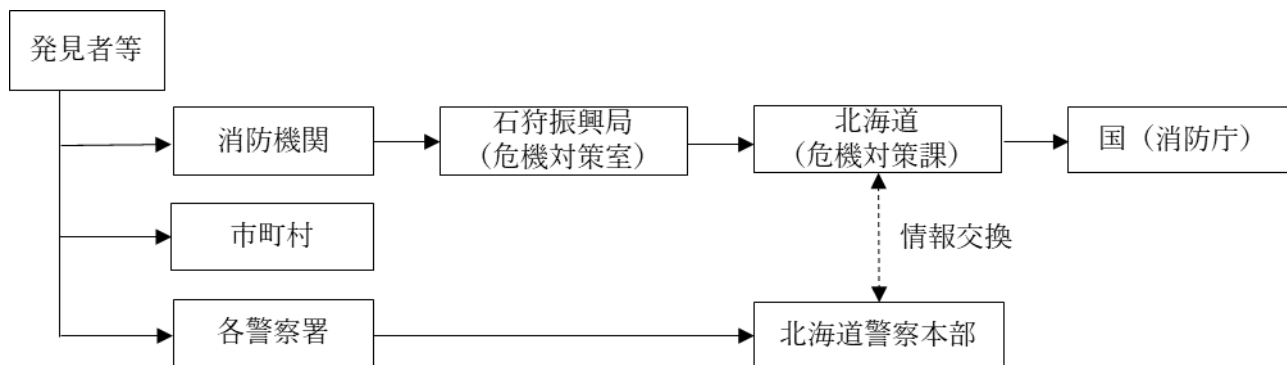 発見者等
消防機関
石狩振興局
（危機対策室）
北海道
（危機対策課）
国（消防庁）
市町村
情報交換
各警察署
北海道警察本部